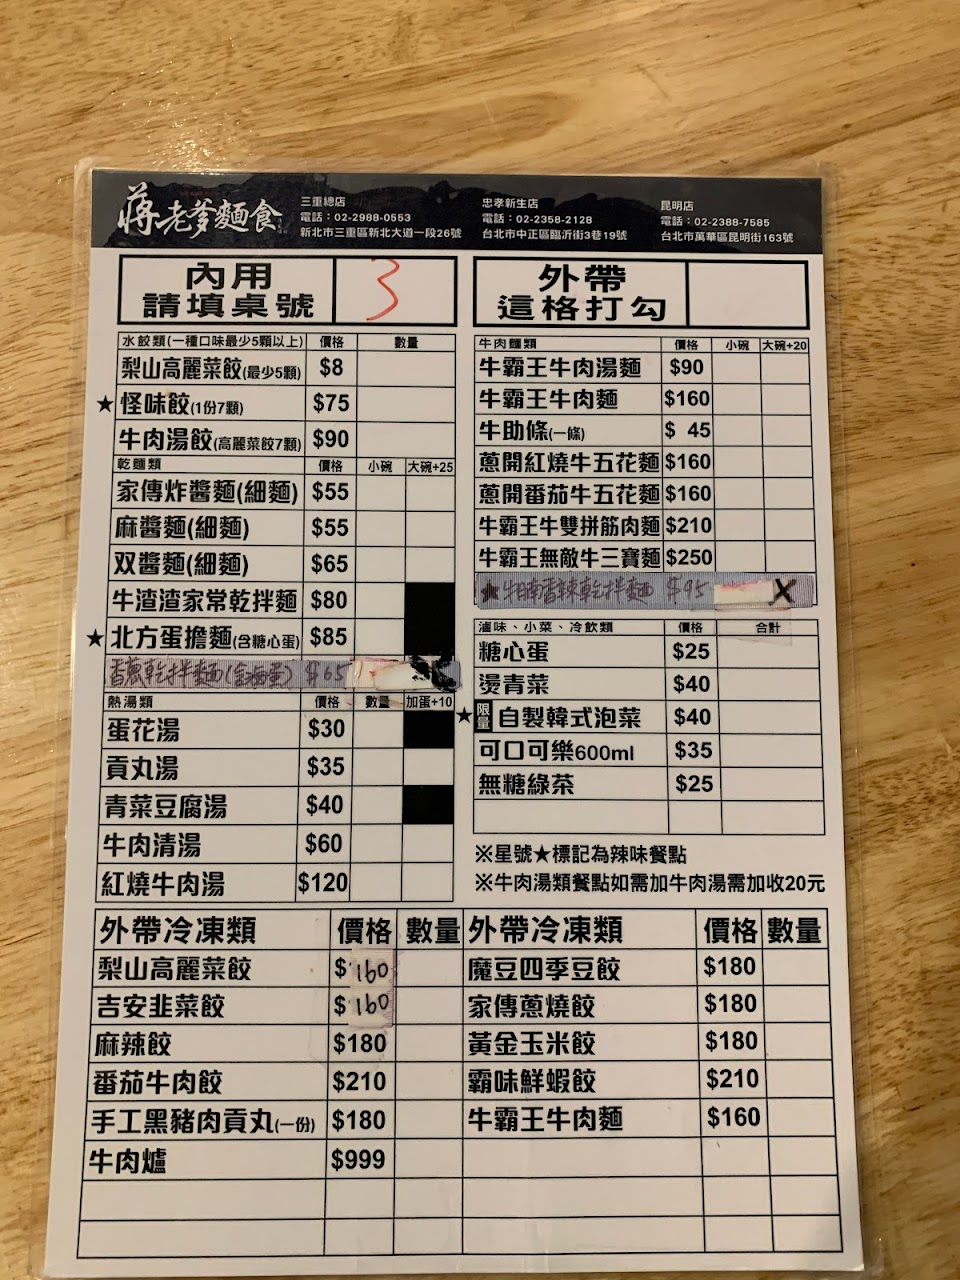 蔣老爹麵食
三重總店
電話：02-2988-0553
新北市三重區新北大道一段26號
忠孝新生店
電話：02-2358-2128
台北市中正區臨沂街3巷19號
昆明店
電話：02-2388-7585
台北市萬華區昆明街163號
內用
請填桌號
3
外帶
這格打勾
水餃類(一種口味最少5顆以上) 價格 數量
梨山高麗菜餃(最少5顆) $8
★怪味餃(1份7顆) $75
牛肉湯餃(高麗菜餃7顆) $90
乾麵類 價格 小碗 大碗+25
家傳炸醬麵(細麵) $55
麻醬麵(細麵) $55
双醬麵(細麵) $65
牛渣渣家常乾拌麵 $80
★北方蛋擔麵(含糖心蛋) $85
乾拌麵 $65
熱湯類 價格 數量 加蛋+10
蛋花湯 $30
貢丸湯 $35
青菜豆腐湯 $40
牛肉清湯 $60
紅燒牛肉湯 $120
牛肉麵類 價格 小碗 大碗+20
牛霸王牛肉湯麵 $90
牛霸王牛肉麵 $160
牛助條(一條) $ 45
蔥開紅燒牛五花麵 $160
蔥開番茄牛五花麵 $160
牛霸王牛雙拼筋肉麵 $210
牛霸王無敵牛三寶麵 $250
★ 香辣乾拌麵 $95 X
滷味、小菜、冷飲類 價格 合計
糖心蛋 $25
燙青菜 $40
★限量 自製韓式泡菜 $40
可口可樂600ml $35
無糖綠茶 $25
※星號★標記為辣味餐點
※牛肉湯類餐點如需加牛肉湯需加收20元
外帶冷凍類 價格 數量 外帶冷凍類 價格 數量
梨山高麗菜餃 $160 魔豆四季豆餃 $180
吉安韭菜餃 $160 家傳蔥燒餃 $180
麻辣餃 $180 黃金玉米餃 $180
番茄牛肉餃 $210 霸味鮮蝦餃 $210
手工黑豬肉貢丸(一份) $180 牛霸王牛肉麵 $160
牛肉爐 $999